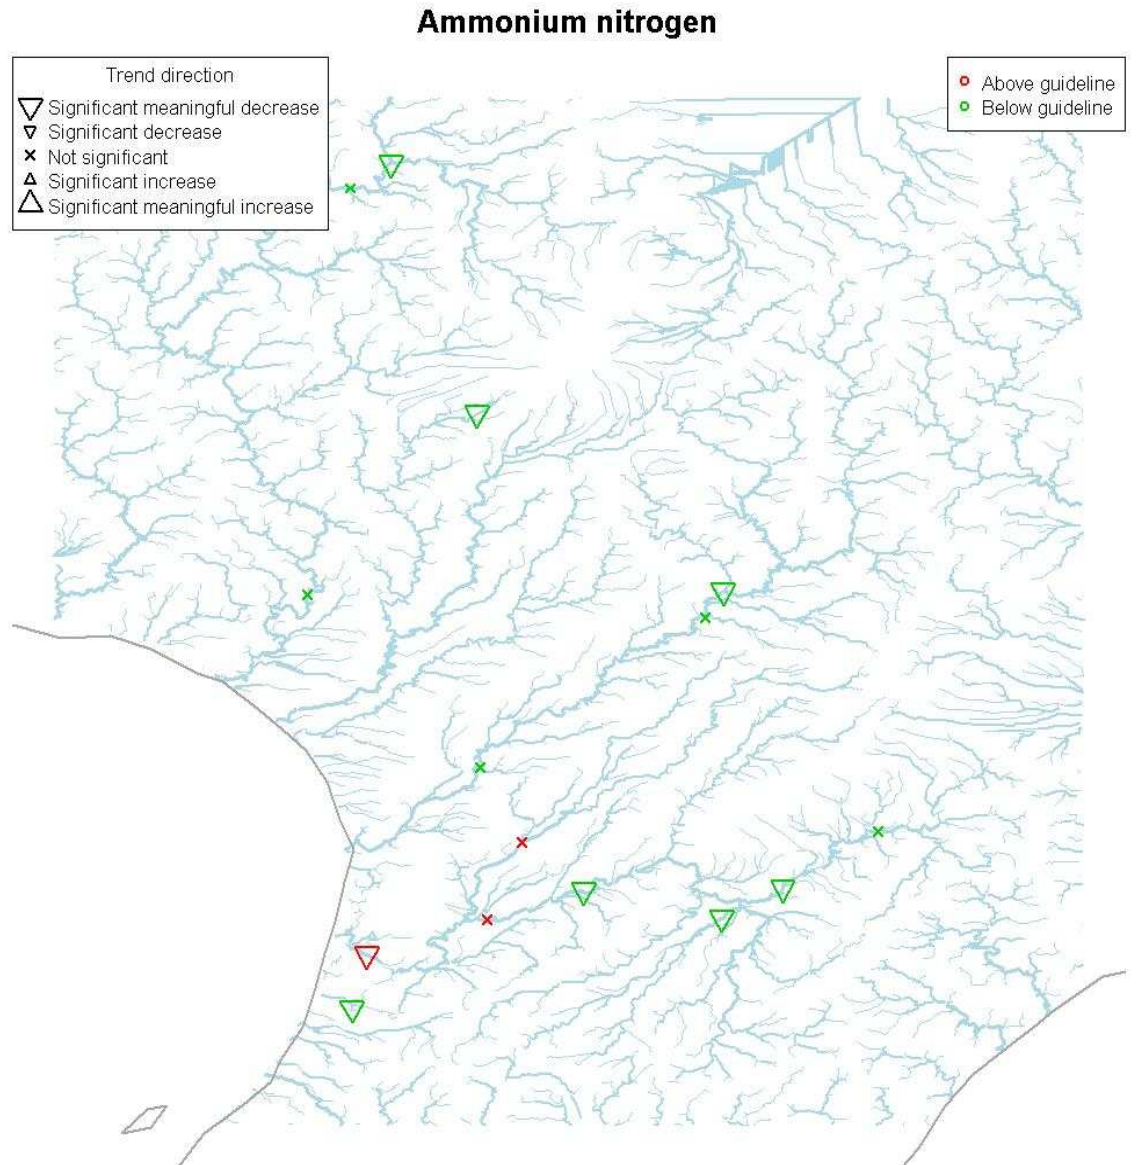 Ammonium nitrogen
Trend direction
Significant meaningful decrease
Significant decrease
Not significant
Significant increase
Significant meaningful increase
Above guideline
Below guideline